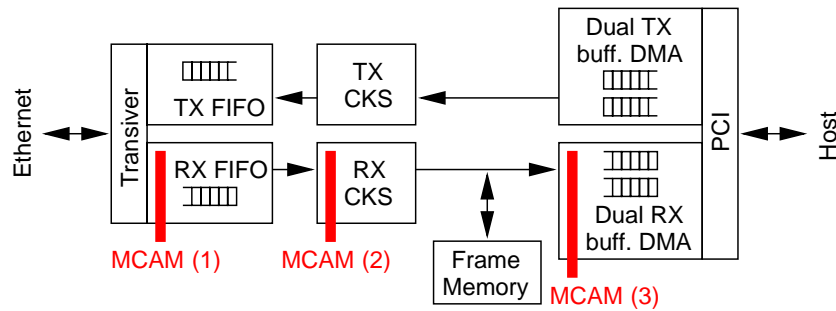 Ethernet
Transiver
TX FIFO
TX
CKS
Dual TX
buff. DMA
PCI
Host
RX FIFO
RX
CKS
Dual RX
buff. DMA
Frame
Memory
MCAM (1)
MCAM (2)
MCAM (3)